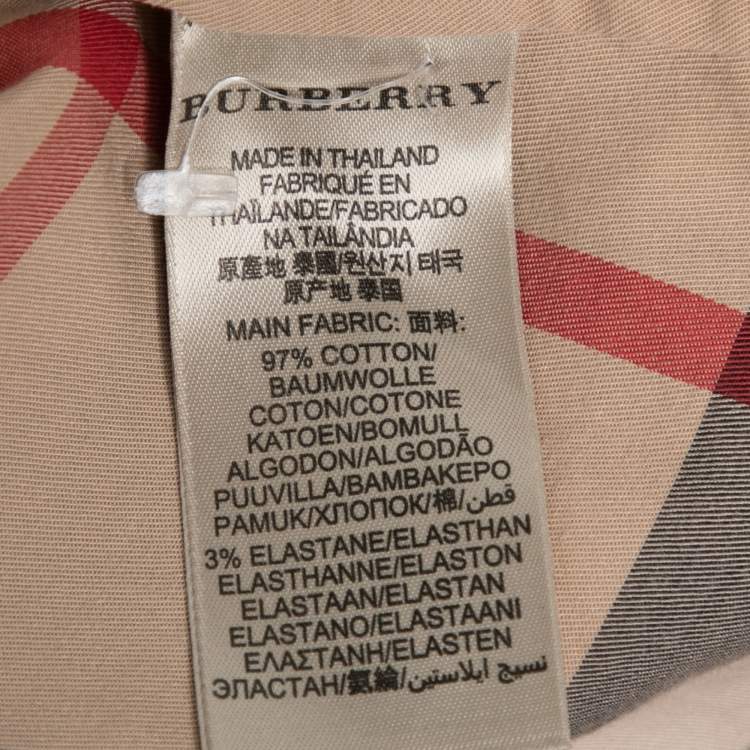 BURBERRY
MADE IN THAILAND
FABRIQUÉ EN
THAÏLANDE/FABRICADO
NA TAILÂNDIA
原產地 泰國/원산지 태국
原产地 泰国
MAIN FABRIC: 面料:
97% COTTON/
BAUMWOLLE
COTON/COTONE
KATOEN/BOMULL
ALGODON/ALGODÃO
PUUVILLA/BAMBAKEPO
PAMUK/ХЛОПОК/棉/قطن
3% ELASTANE/ELASTHAN
ELASTHANNE/ELASTON
ELASTAAN/ELASTAN
ELASTANO/ELASTAANI
ΕΛΑΣΤΑΝΗ/ELASTEN
ЭЛАСТАН/氨綸/نسيج ايلاستين